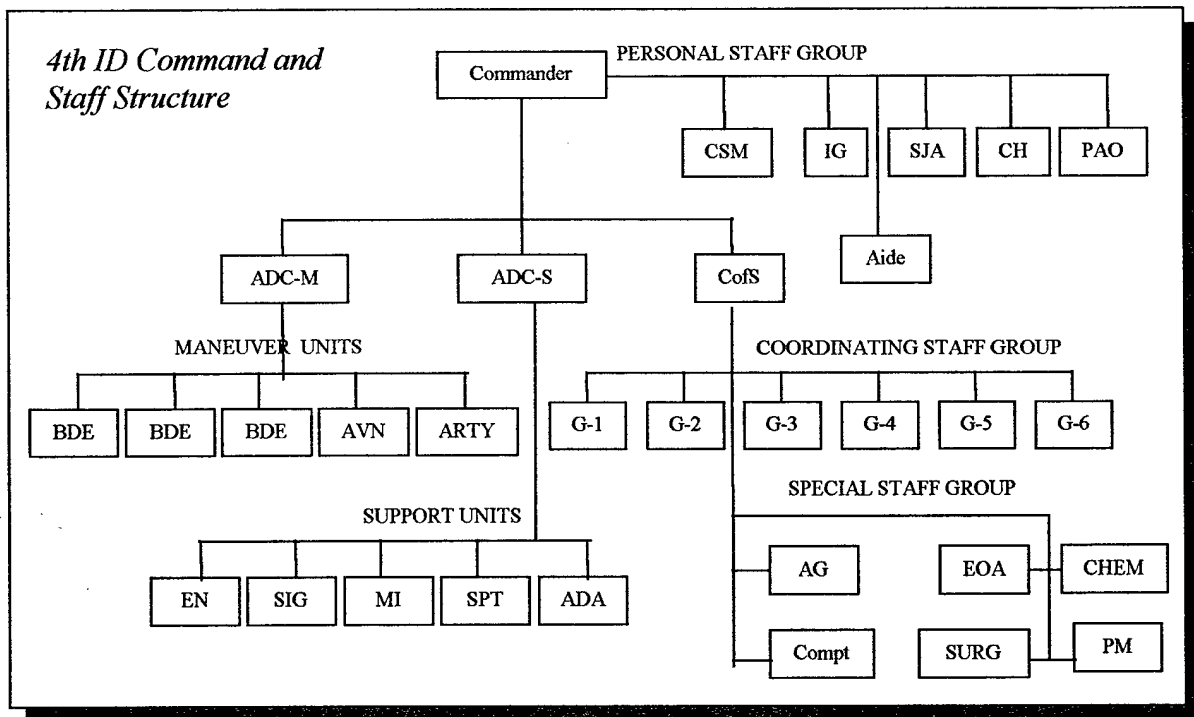 4th ID Command and
Staff Structure
Commander
PERSONAL STAFF GROUP
CSM
IG
SJA
CH
PAO
Aide
ADC-M
ADC-S
CofS
MANEUVER UNITS
BDE
BDE
BDE
AVN
ARTY
COORDINATING STAFF GROUP
G-1
G-2
G-3
G-4
G-5
G-6
SUPPORT UNITS
EN
SIG
MI
SPT
ADA
SPECIAL STAFF GROUP
AG
EOA
CHEM
Compt
SURG
PM